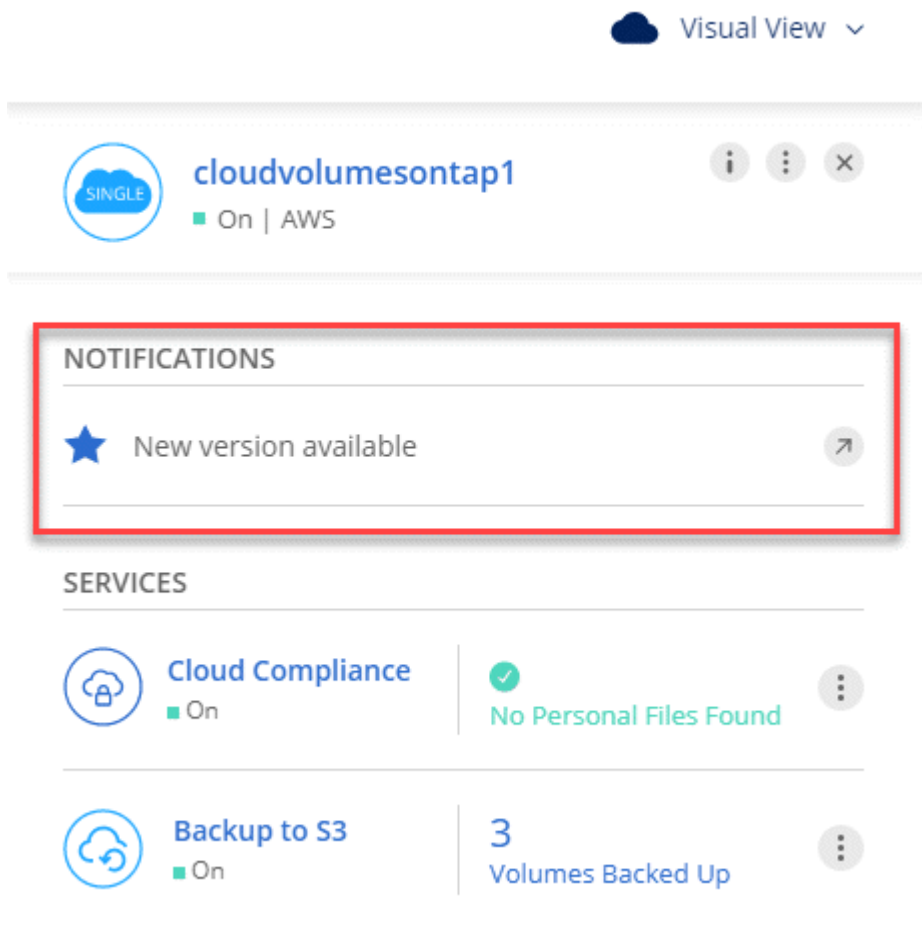 Visual View
SINGLE
cloudvolumesontap1
On | AWS
NOTIFICATIONS
New version available
SERVICES
Cloud Compliance
On
No Personal Files Found
Backup to S3
On
3
Volumes Backed Up